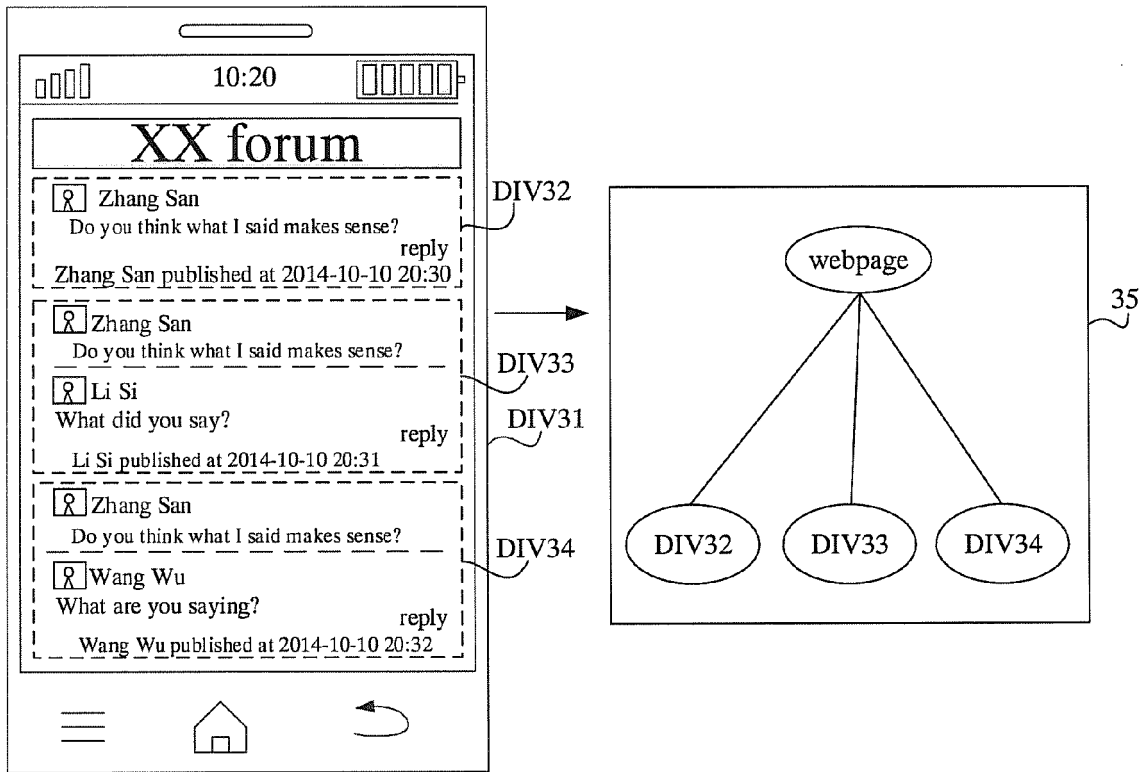 10:20
XX forum
Zhang San
Do you think what I said makes sense?
reply
Zhang San published at 2014-10-10 20:30
Zhang San
Do you think what I said makes sense?
Li Si
What did you say?
reply
Li Si published at 2014-10-10 20:31
Zhang San
Do you think what I said makes sense?
Wang Wu
What are you saying?
reply
Wang Wu published at 2014-10-10 20:32
DIV32
DIV33
DIV31
DIV34
webpage
DIV32
DIV33
DIV34
35